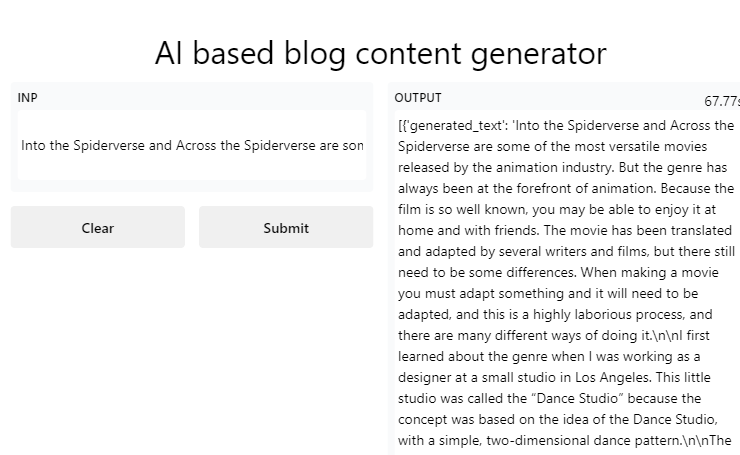 AI based blog content generator
INP
Into the Spiderverse and Across the Spiderverse are
Clear
Submit
OUTPUT
67.77s
[{'generated_text': 'Into the Spiderverse and Across the
Spiderverse are some of the most versatile movies
released by the animation industry. But the genre has
always been at the forefront of animation. Because the
film is so well known, you may be able to enjoy it at
home and with friends. The movie has been translated
and adapted by several writers and films, but there still
need to be some differences. When making a movie
you must adapt something and it will need to be
adapted, and this is a highly laborious process, and
there are many different ways of doing it.\n\nI first
learned about the genre when I was working as a
designer at a small studio in Los Angeles. This little
studio was called the “Dance Studio” because the
concept was based on the idea of the Dance Studio,
with a simple, two-dimensional dance pattern.\n\nThe